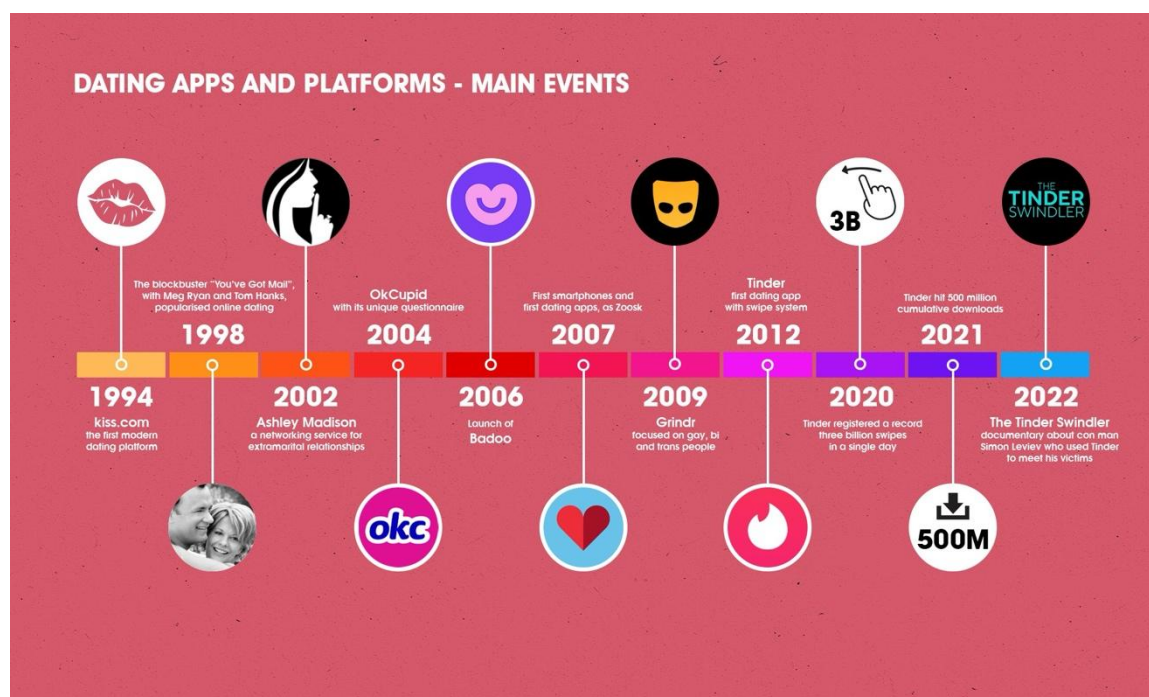 DATING APPS AND PLATFORMS - MAIN EVENTS
3B
THE
TINDER
SWINDLER
The blockbuster "You've Got Mail",
with Meg Ryan and Tom Hanks,
popularised online dating
1998
OkCupid
with its unique questionnaire
2004
First smartphones and
first dating apps, as Zoosk
2007
Tinder
first dating app
with swipe system
2012
Tinder hit 500 million
cumulative downloads
2021
1994
kiss.com
the first modern
dating platform
2002
Ashley Madison
a networking service for
extramarital relationships
2006
Launch of
Badoo
2009
Grindr
focused on gay, bi
and trans people
2020
Tinder registered a record
three billion swipes
in a single day
2022
The Tinder Swindler
documentary about con man
Simon Leviev who used Tinder
to meet his victims
okc
500M